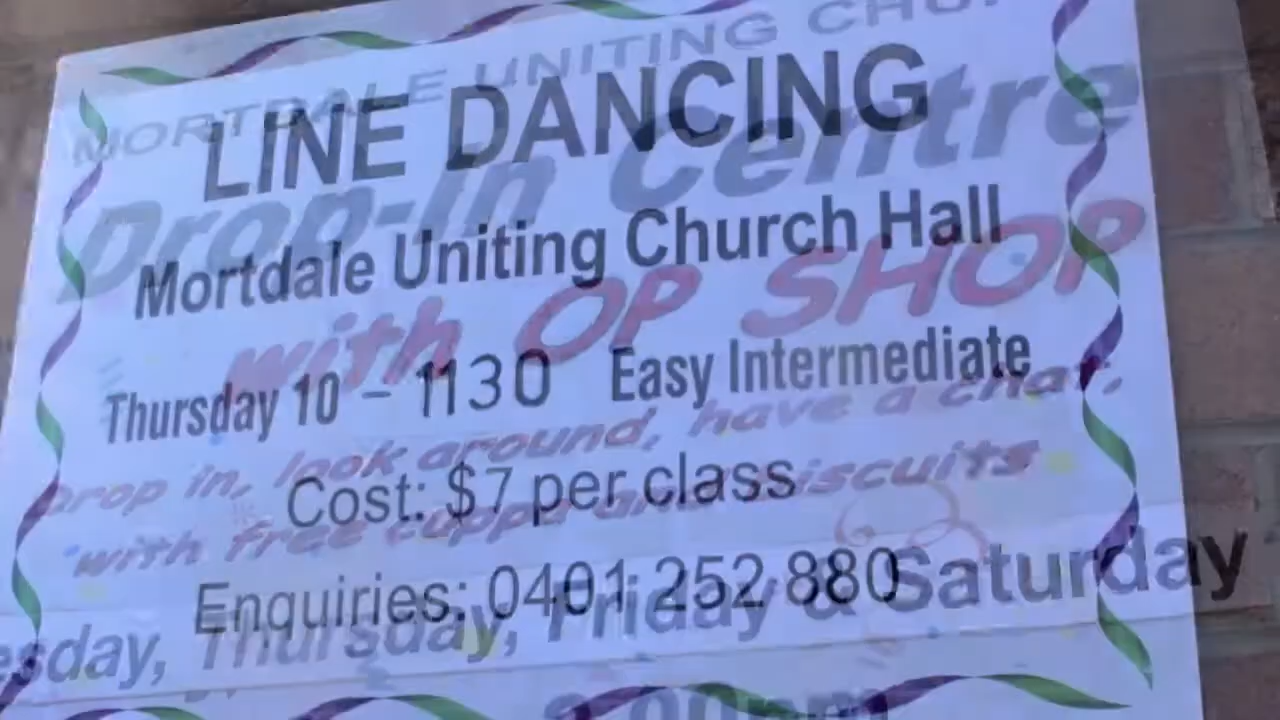 MORTDALE UNITING
LINE DANCING
Drop-In Centre
Mortdale Uniting Church Hall
with OP SHOP
Thursday 10 - 1130 Easy Intermediate
Drop in, look around, have a chat,
Cost: $7 per class
with free cuppa and biscuits
Enquiries: 0401 252 880
Thursday, Friday & Saturday